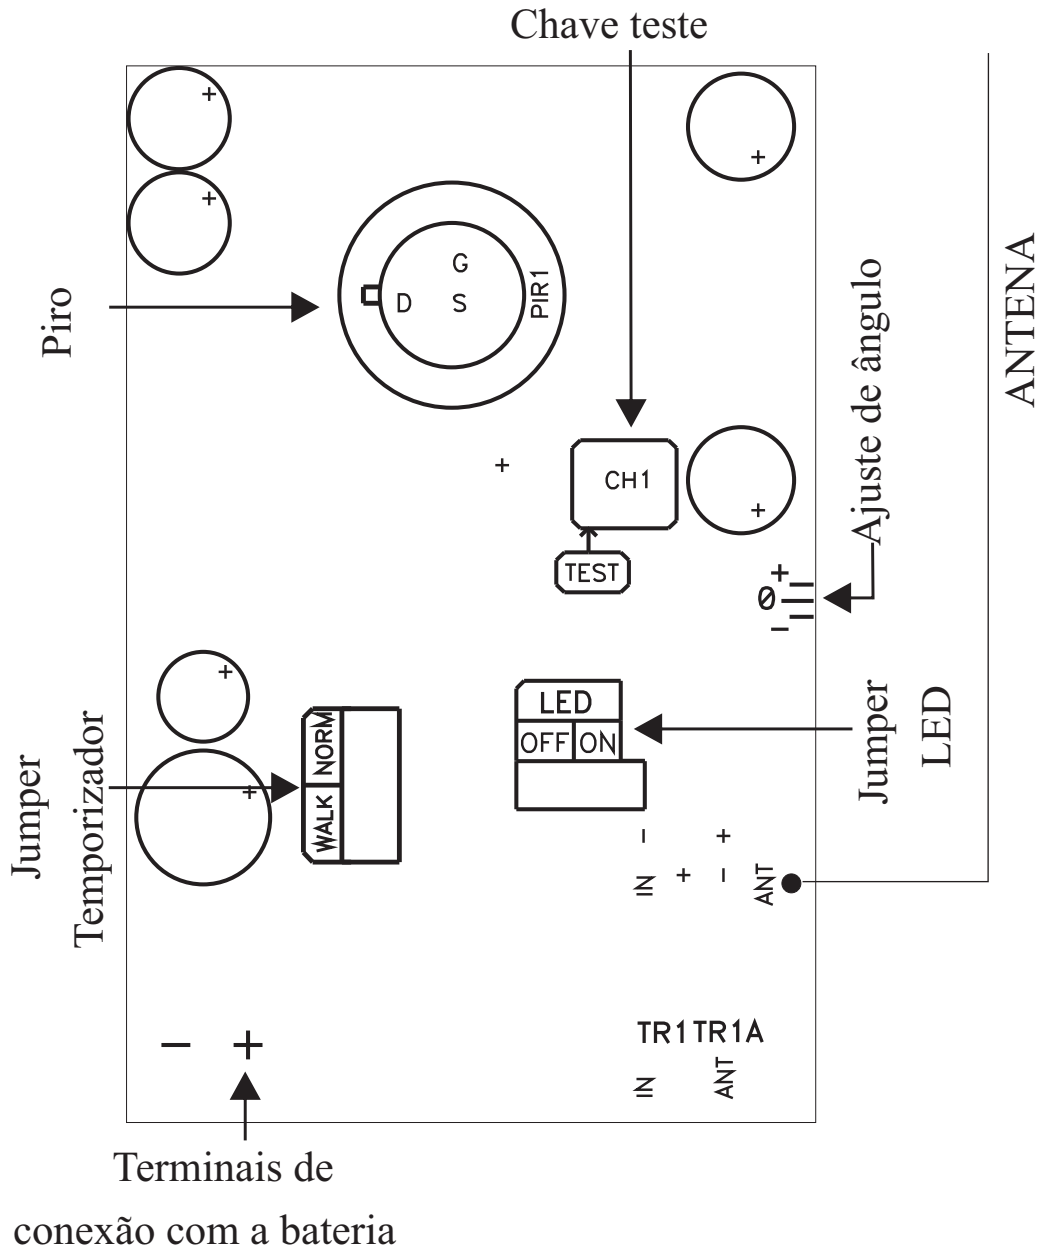 Chave teste
+
+
+
G
D
S
PIR1
Piro
ANTENA
Ajuste de ângulo
+
CH1
+
TEST
+
0
−
+
LED
OFF
ON
NORM
WALK
+
Jumper
Temporizador
Jumper
LED
−
+
IN
+
−
ANT
TR1
TR1A
IN
ANT
−
+
Terminais de
conexão com a bateria